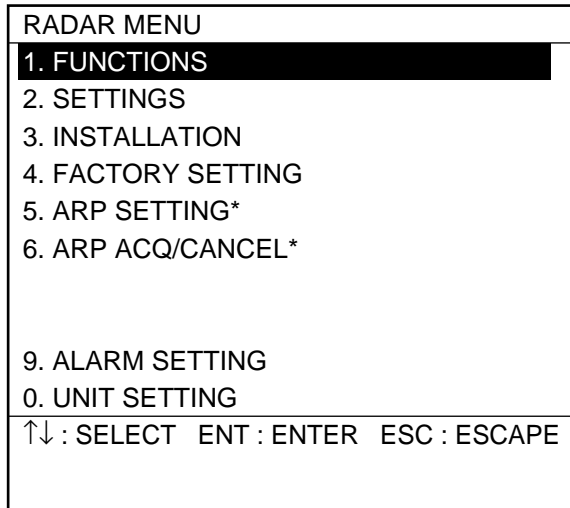 RADAR MENU
1. FUNCTIONS
2. SETTINGS
3. INSTALLATION
4. FACTORY SETTING
5. ARP SETTING*
6. ARP ACQ/CANCEL*
9. ALARM SETTING
0. UNIT SETTING
↑↓ : SELECT ENT : ENTER ESC : ESCAPE